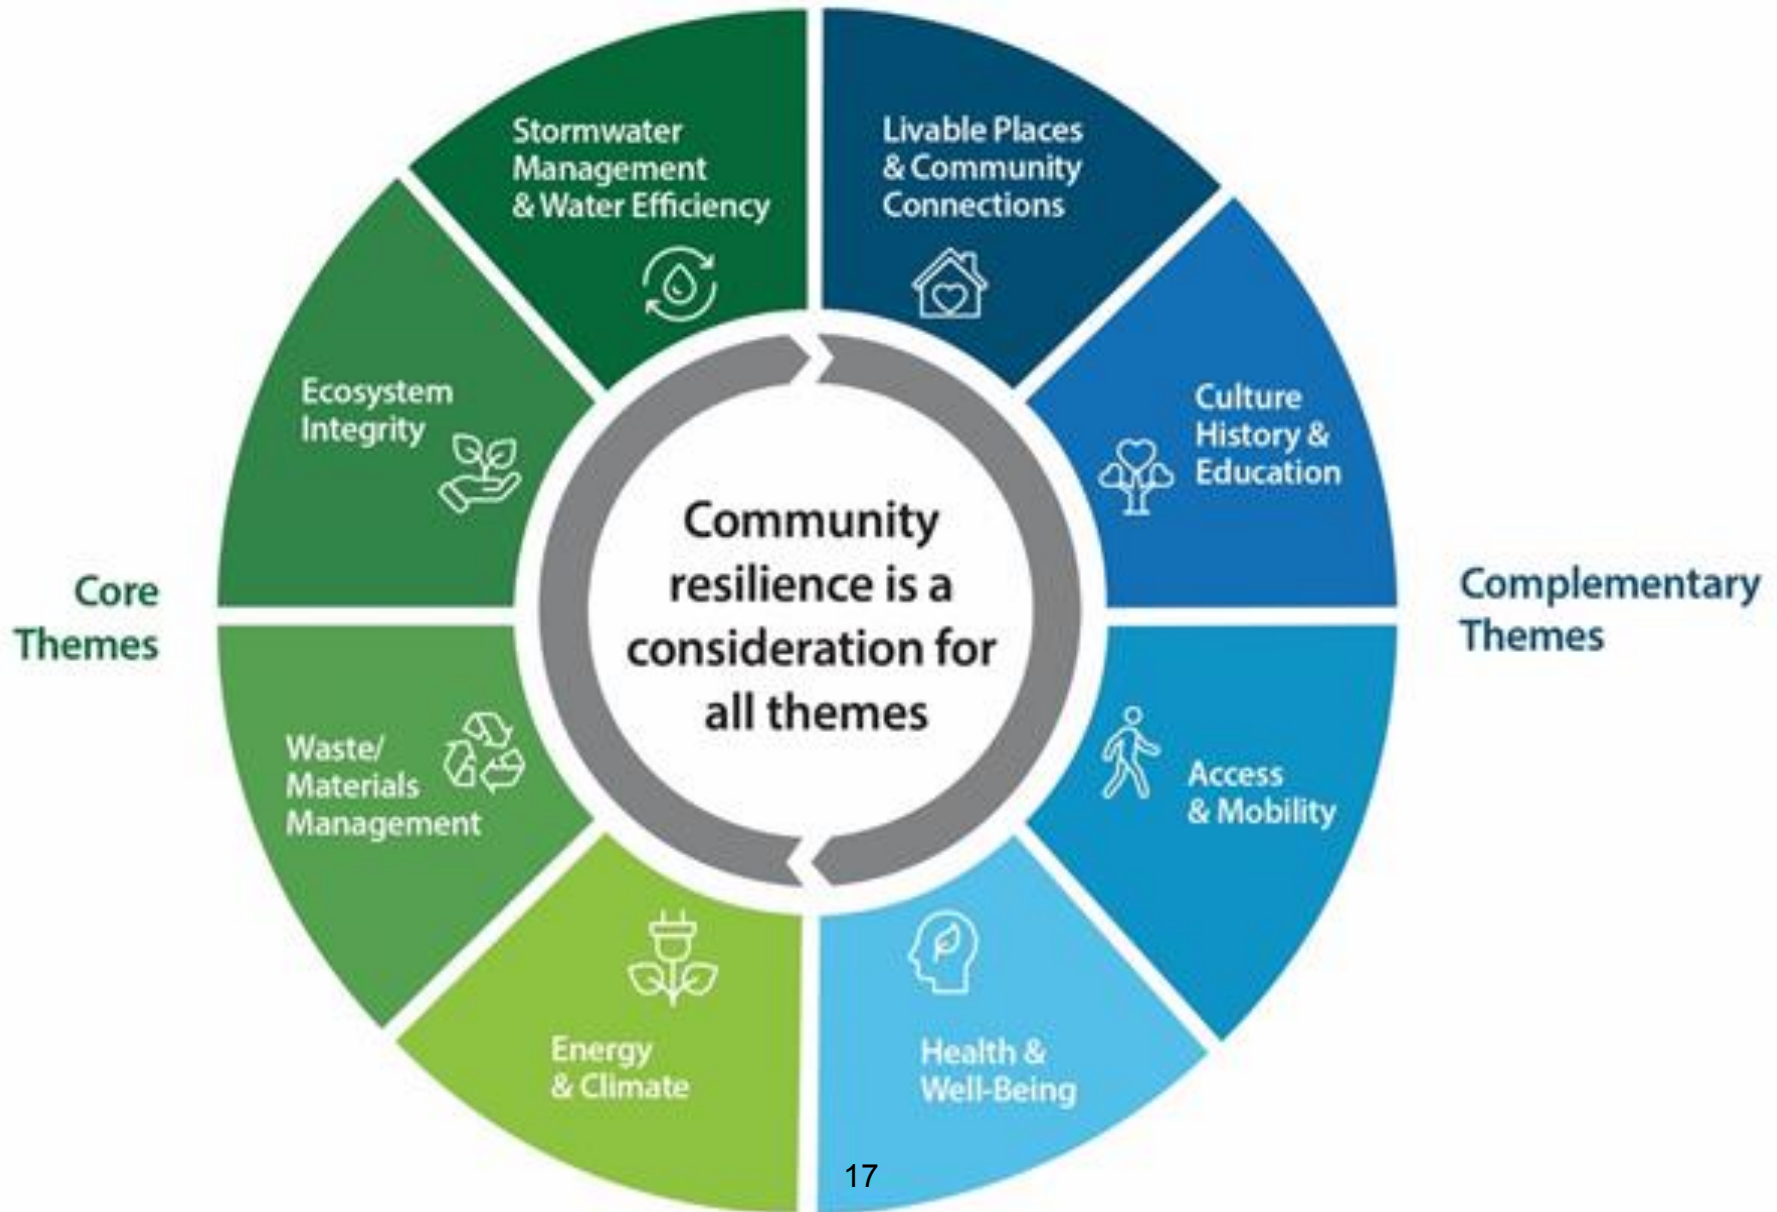 Stormwater
Management
& Water Efficiency
Livable Places
& Community
Connections
Ecosystem
Integrity
Culture
History &
Education
Core
Themes
Community
resilience is a
consideration for
all themes
Complementary
Themes
Waste/
Materials
Management
Access
& Mobility
Energy
& Climate
Health &
Well-Being
17